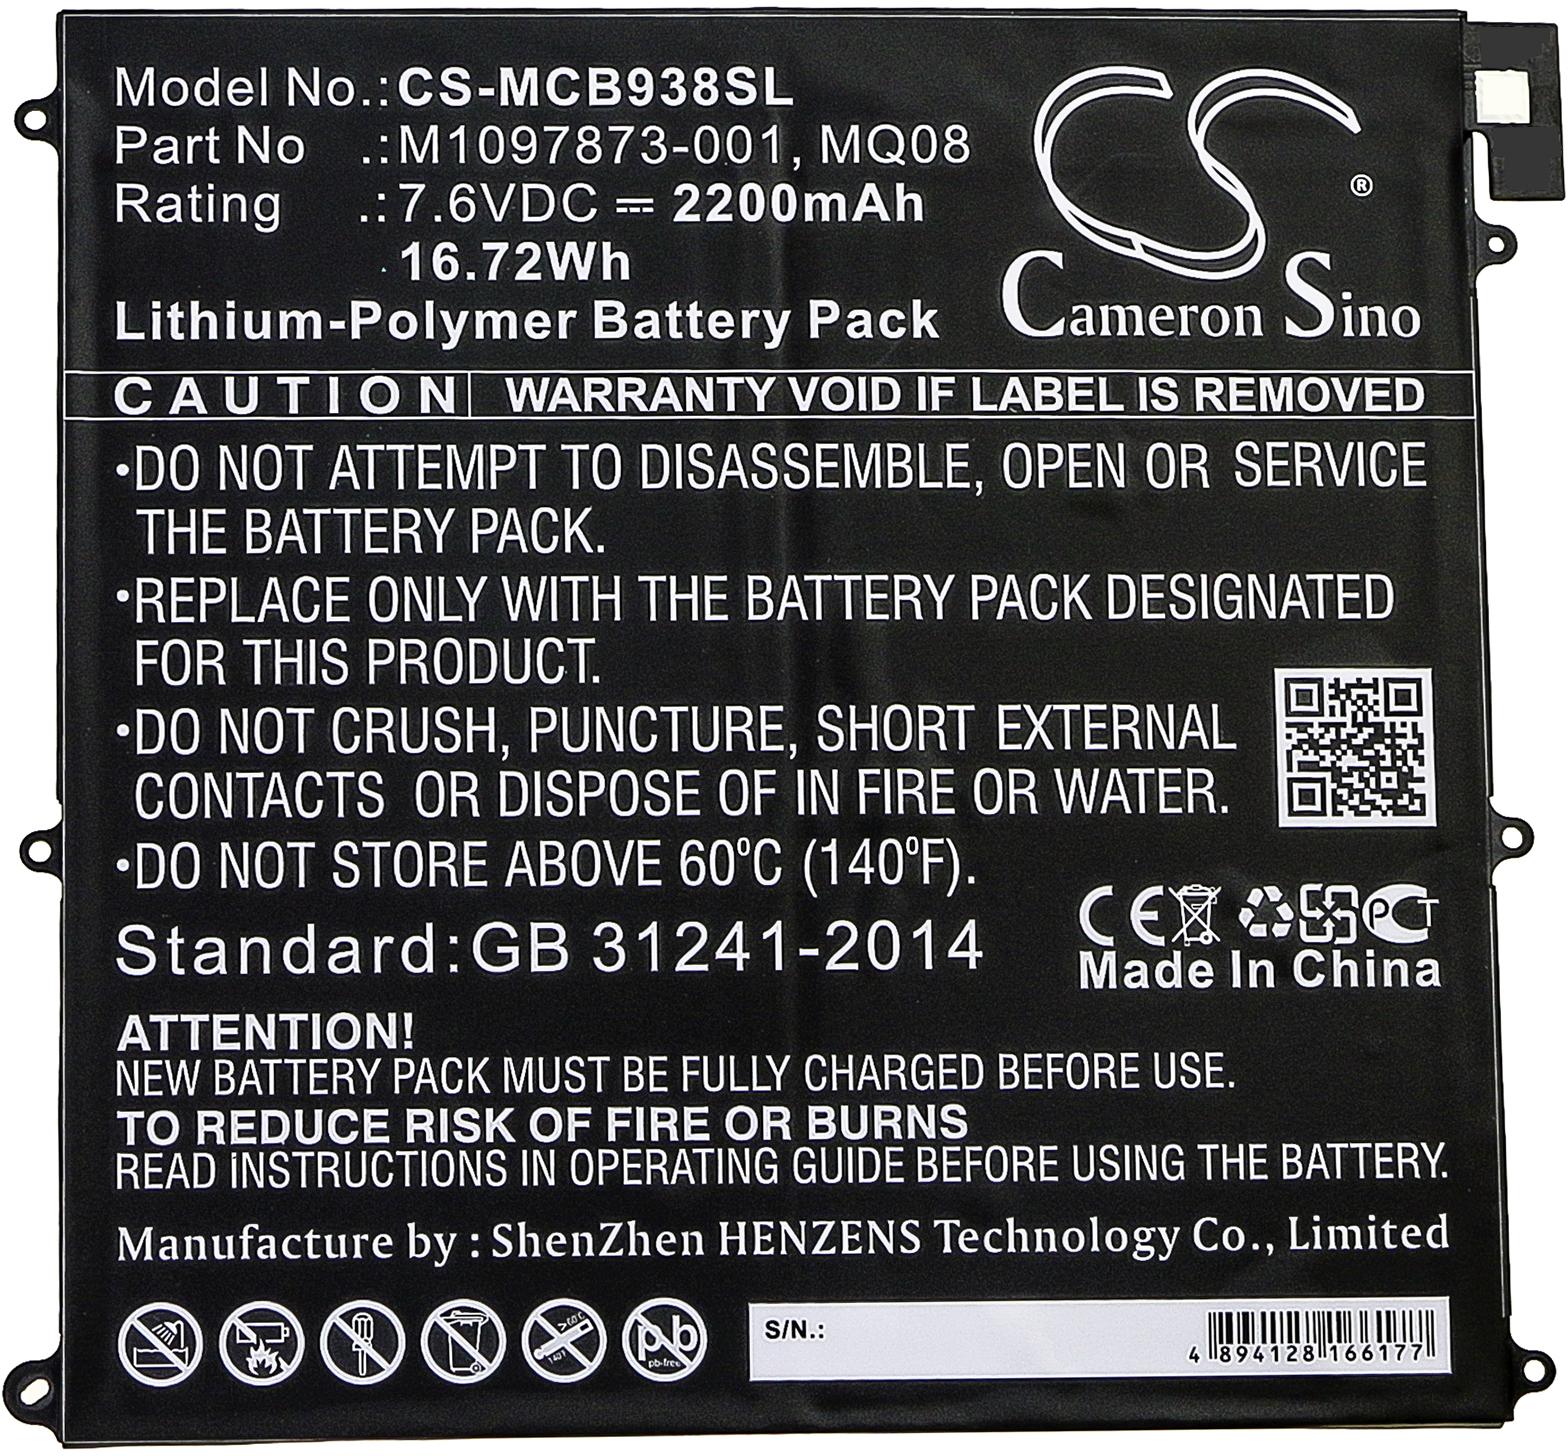 Model No.:CS-MCB938SL
Part No .:M1097873-001, MQ08
Rating .:7.6VDC ⎓ 2200mAh
16.72Wh
Lithium-Polymer Battery Pack
CS ®
Cameron Sino
CAUTION WARRANTY VOID IF LABEL IS REMOVED
•DO NOT ATTEMPT TO DISASSEMBLE, OPEN OR SERVICE
THE BATTERY PACK.
•REPLACE ONLY WITH THE BATTERY PACK DESIGNATED
FOR THIS PRODUCT.
•DO NOT CRUSH, PUNCTURE, SHORT EXTERNAL
CONTACTS OR DISPOSE OF IN FIRE OR WATER.
•DO NOT STORE ABOVE 60°C (140°F).
Standard:GB 31241-2014
CE PCT
Made In China
ATTENTION!
NEW BATTERY PACK MUST BE FULLY CHARGED BEFORE USE.
TO REDUCE RISK OF FIRE OR BURNS
READ INSTRUCTIONS IN OPERATING GUIDE BEFORE USING THE BATTERY.
Manufacture by : ShenZhen HENZENS Technology Co., Limited
>60°C
140°F
pb
pb-free
S/N.:
4 894128 166177